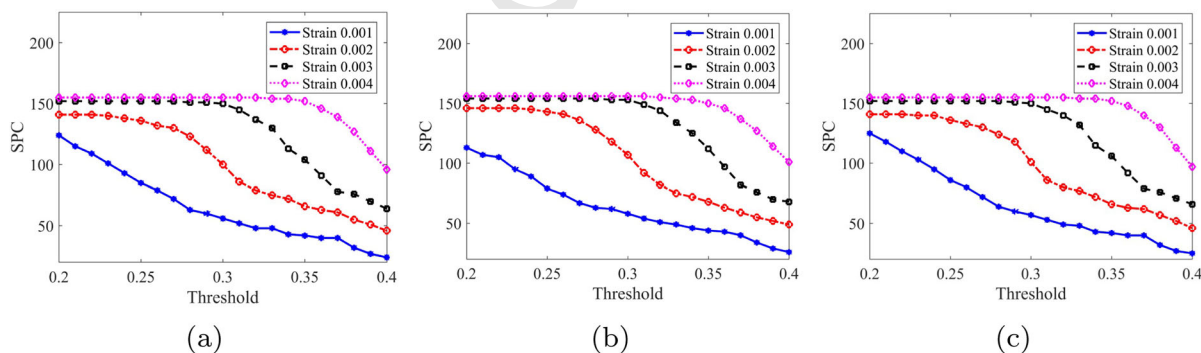 200
150
100
50
SPC
Strain 0.001
Strain 0.002
Strain 0.003
Strain 0.004
0.2 0.25 0.3 0.35 0.4
Threshold
(a)
200
150
100
50
SPC
Strain 0.001
Strain 0.002
Strain 0.003
Strain 0.004
0.2 0.25 0.3 0.35 0.4
Threshold
(b)
200
150
100
50
SPC
Strain 0.001
Strain 0.002
Strain 0.003
Strain 0.004
0.2 0.25 0.3 0.35 0.4
Threshold
(c)